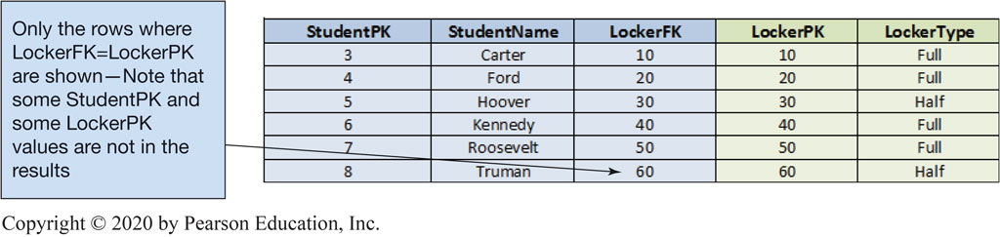 Only the rows where
LockerFK=LockerPK
are shown—Note that
some StudentPK and
some LockerPK
values are not in the
results
StudentPK StudentName LockerFK LockerPK LockerType
3 Carter 10 10 Full
4 Ford 20 20 Full
5 Hoover 30 30 Half
6 Kennedy 40 40 Full
7 Roosevelt 50 50 Full
8 Truman 60 60 Half
Copyright © 2020 by Pearson Education, Inc.